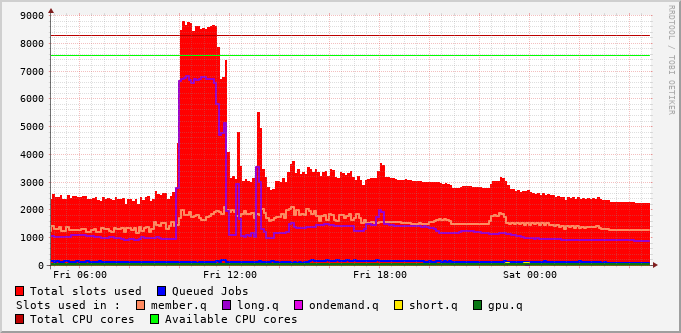 9000
8000
7000
6000
5000
4000
3000
2000
1000
0
Fri 06:00 Fri 12:00 Fri 18:00 Sat 00:00
RRDTOOL / TOBI OETIKER
Total slots used Queued Jobs
Slots used in : member.q long.q ondemand.q short.q gpu.q
Total CPU cores Available CPU cores